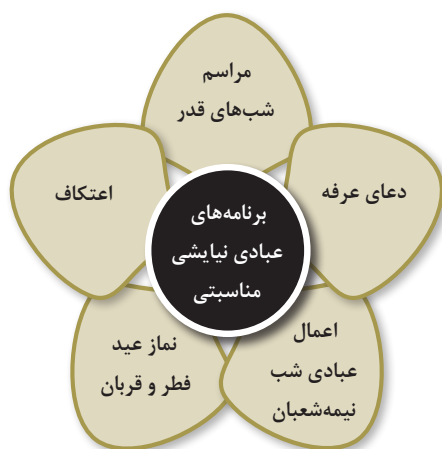 مراسم
شب‌های قدر
دعای عرفه
اعتکاف
برنامه‌های
عبادی نیایشی
مناسبتی
اعمال
عبادی شب
نیمه‌شعبان
نماز عید
فطر و قربان